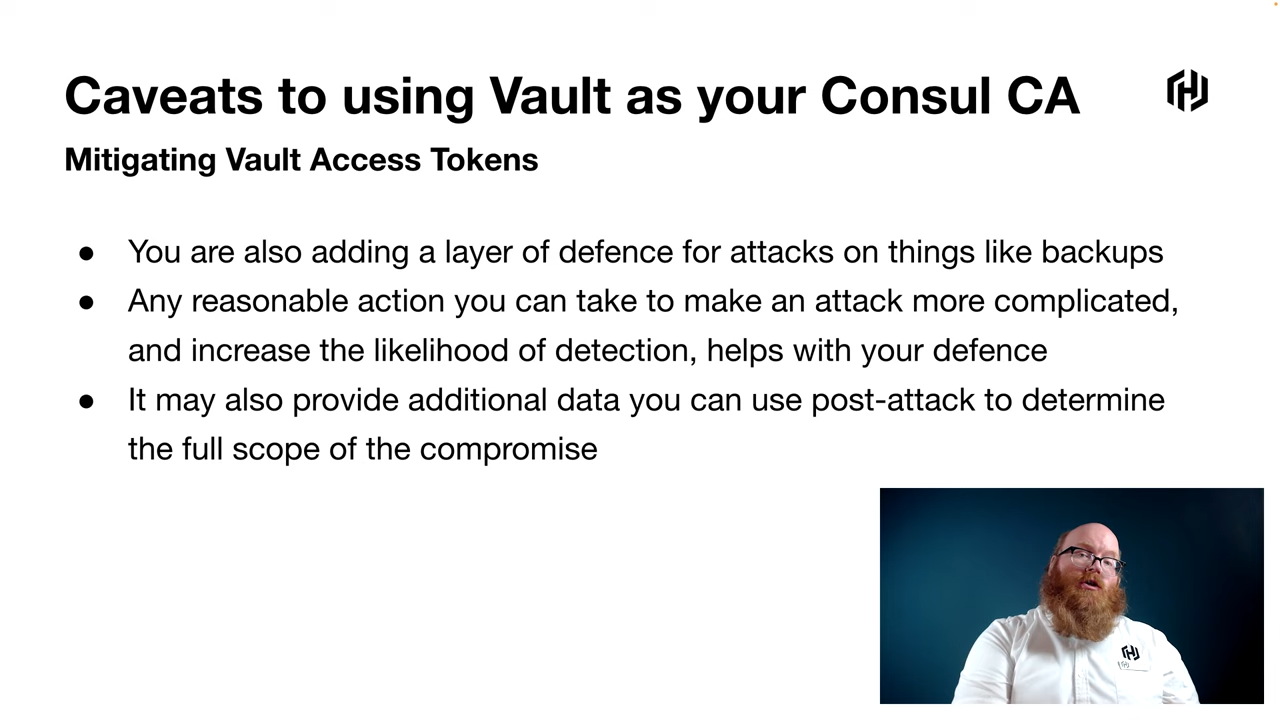 Caveats to using Vault as your Consul CA
Mitigating Vault Access Tokens
● You are also adding a layer of defence for attacks on things like backups
● Any reasonable action you can take to make an attack more complicated,
and increase the likelihood of detection, helps with your defence
● It may also provide additional data you can use post-attack to determine
the full scope of the compromise